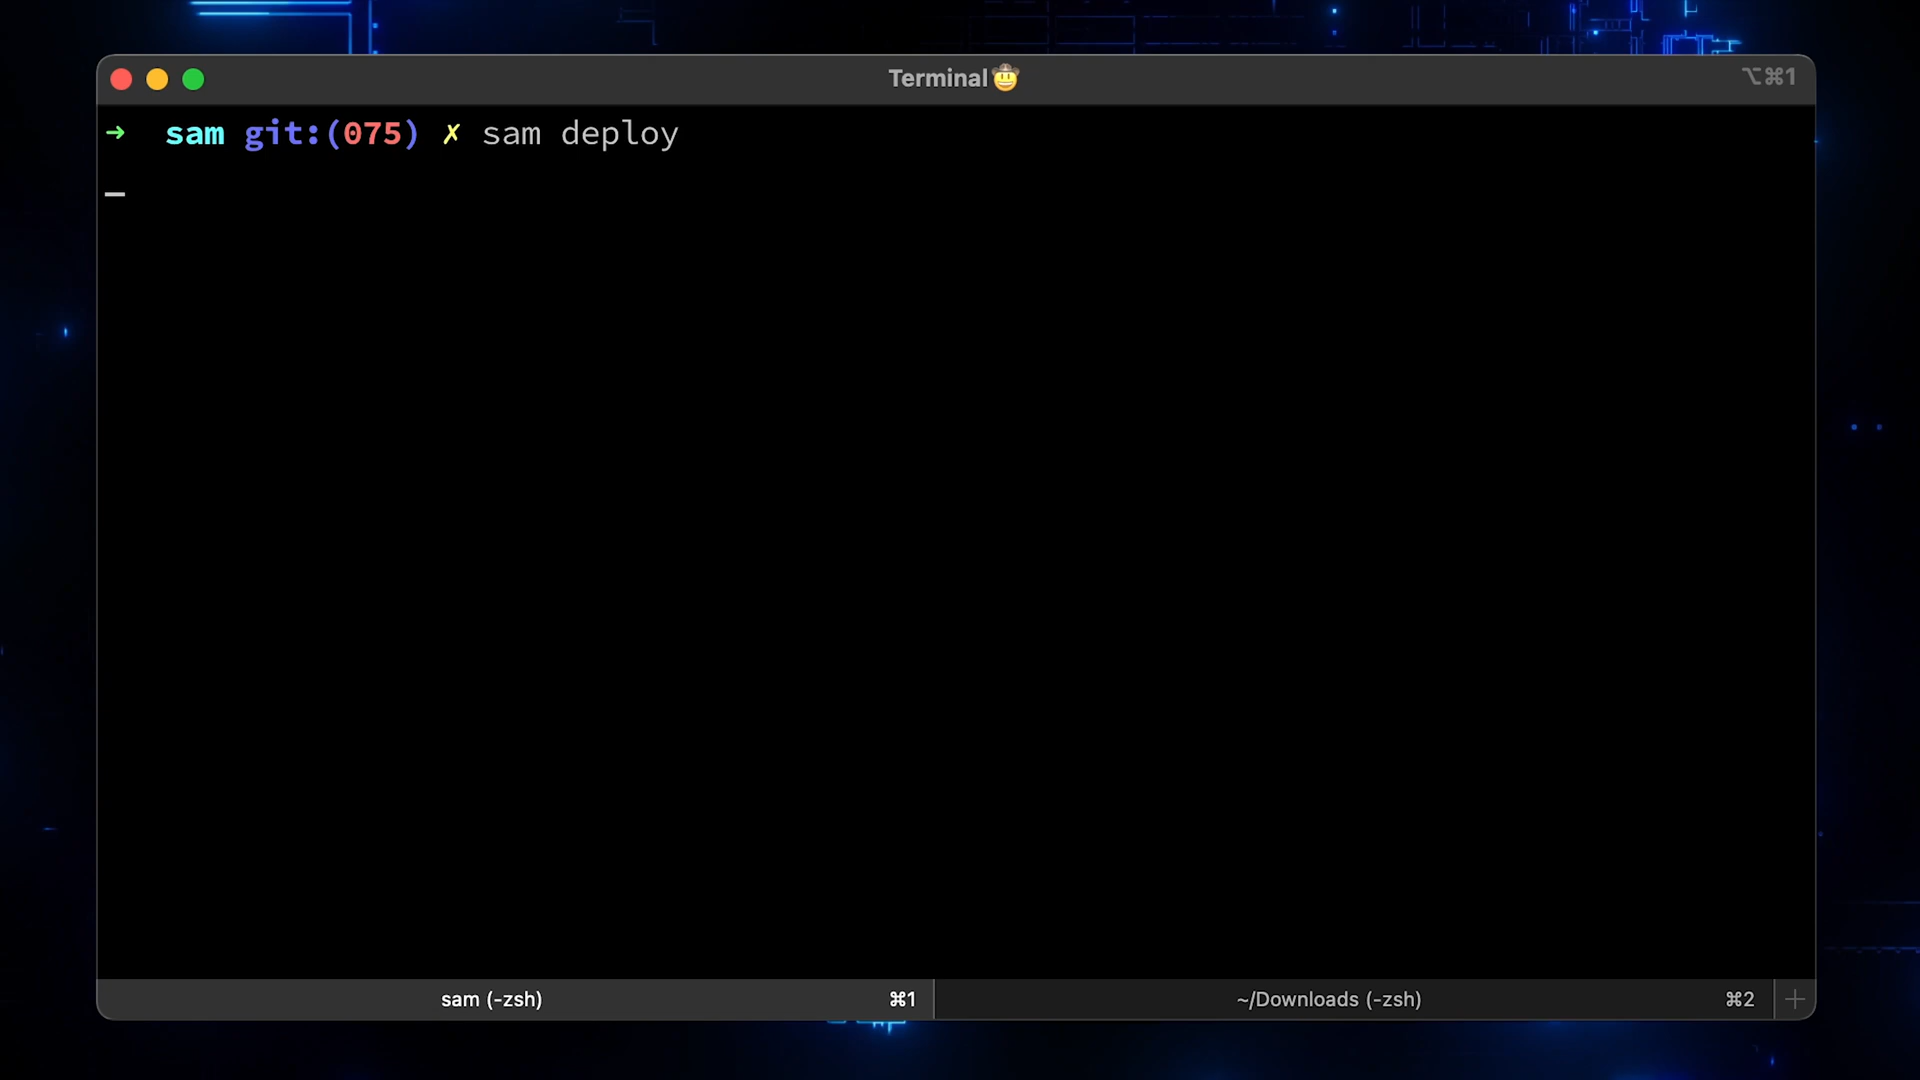 Terminal🤠
⌥⌘1
➜ sam git:(075) ✗ sam deploy
sam (-zsh) ⌘1
~/Downloads (-zsh) ⌘2